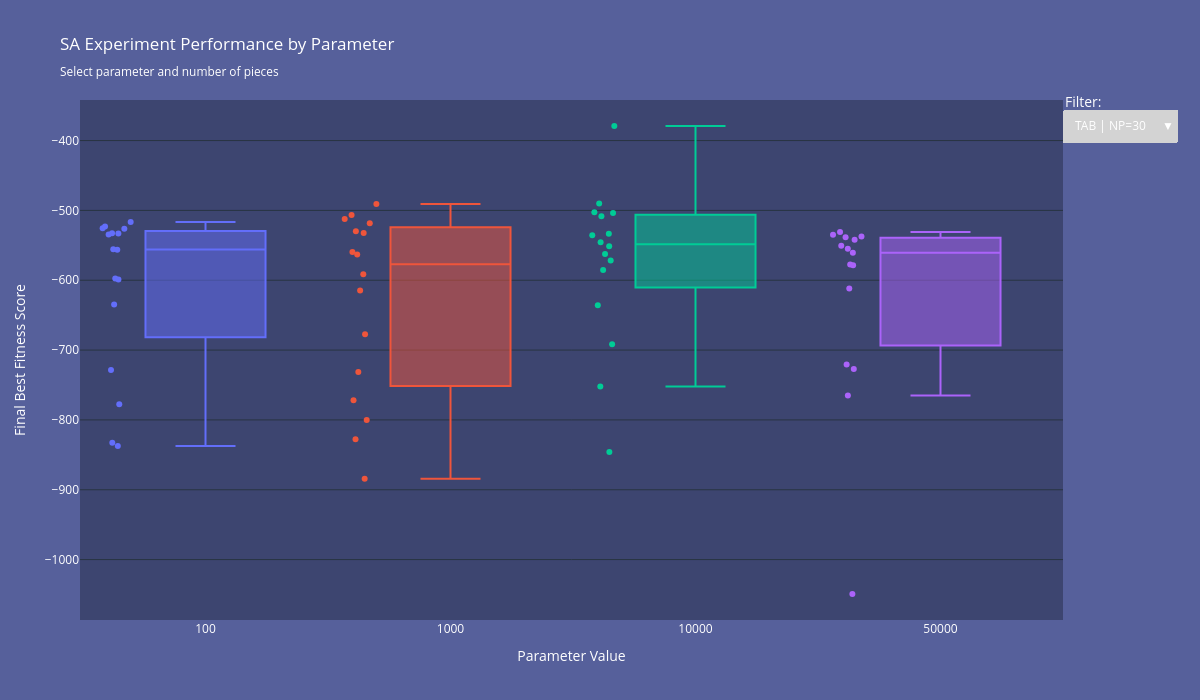 SA Experiment Performance by Parameter
Select parameter and number of pieces
Filter:
TAB | NP=30 ▼
−400
−500
−600
−700
−800
−900
−1000
Final Best Fitness Score
100
1000
10000
50000
Parameter Value